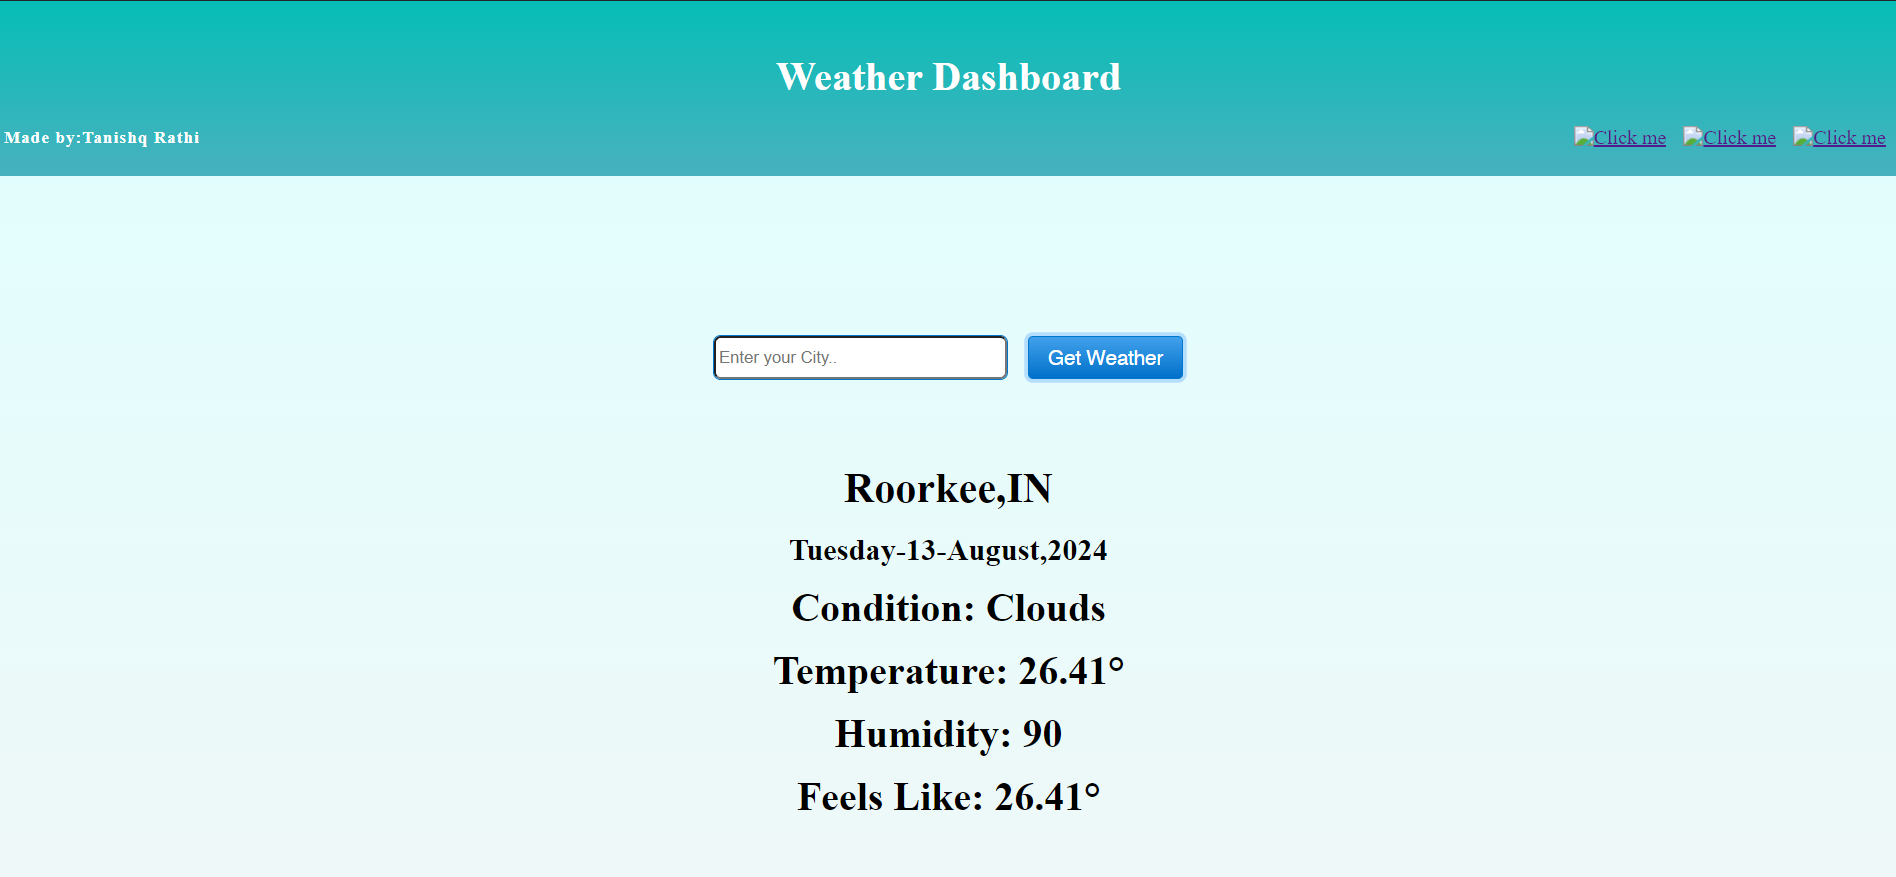 Weather Dashboard
Made by:Tanishq Rathi
Click me Click me Click me
Enter your City.. Get Weather
Roorkee,IN
Tuesday-13-August,2024
Condition: Clouds
Temperature: 26.41°
Humidity: 90
Feels Like: 26.41°